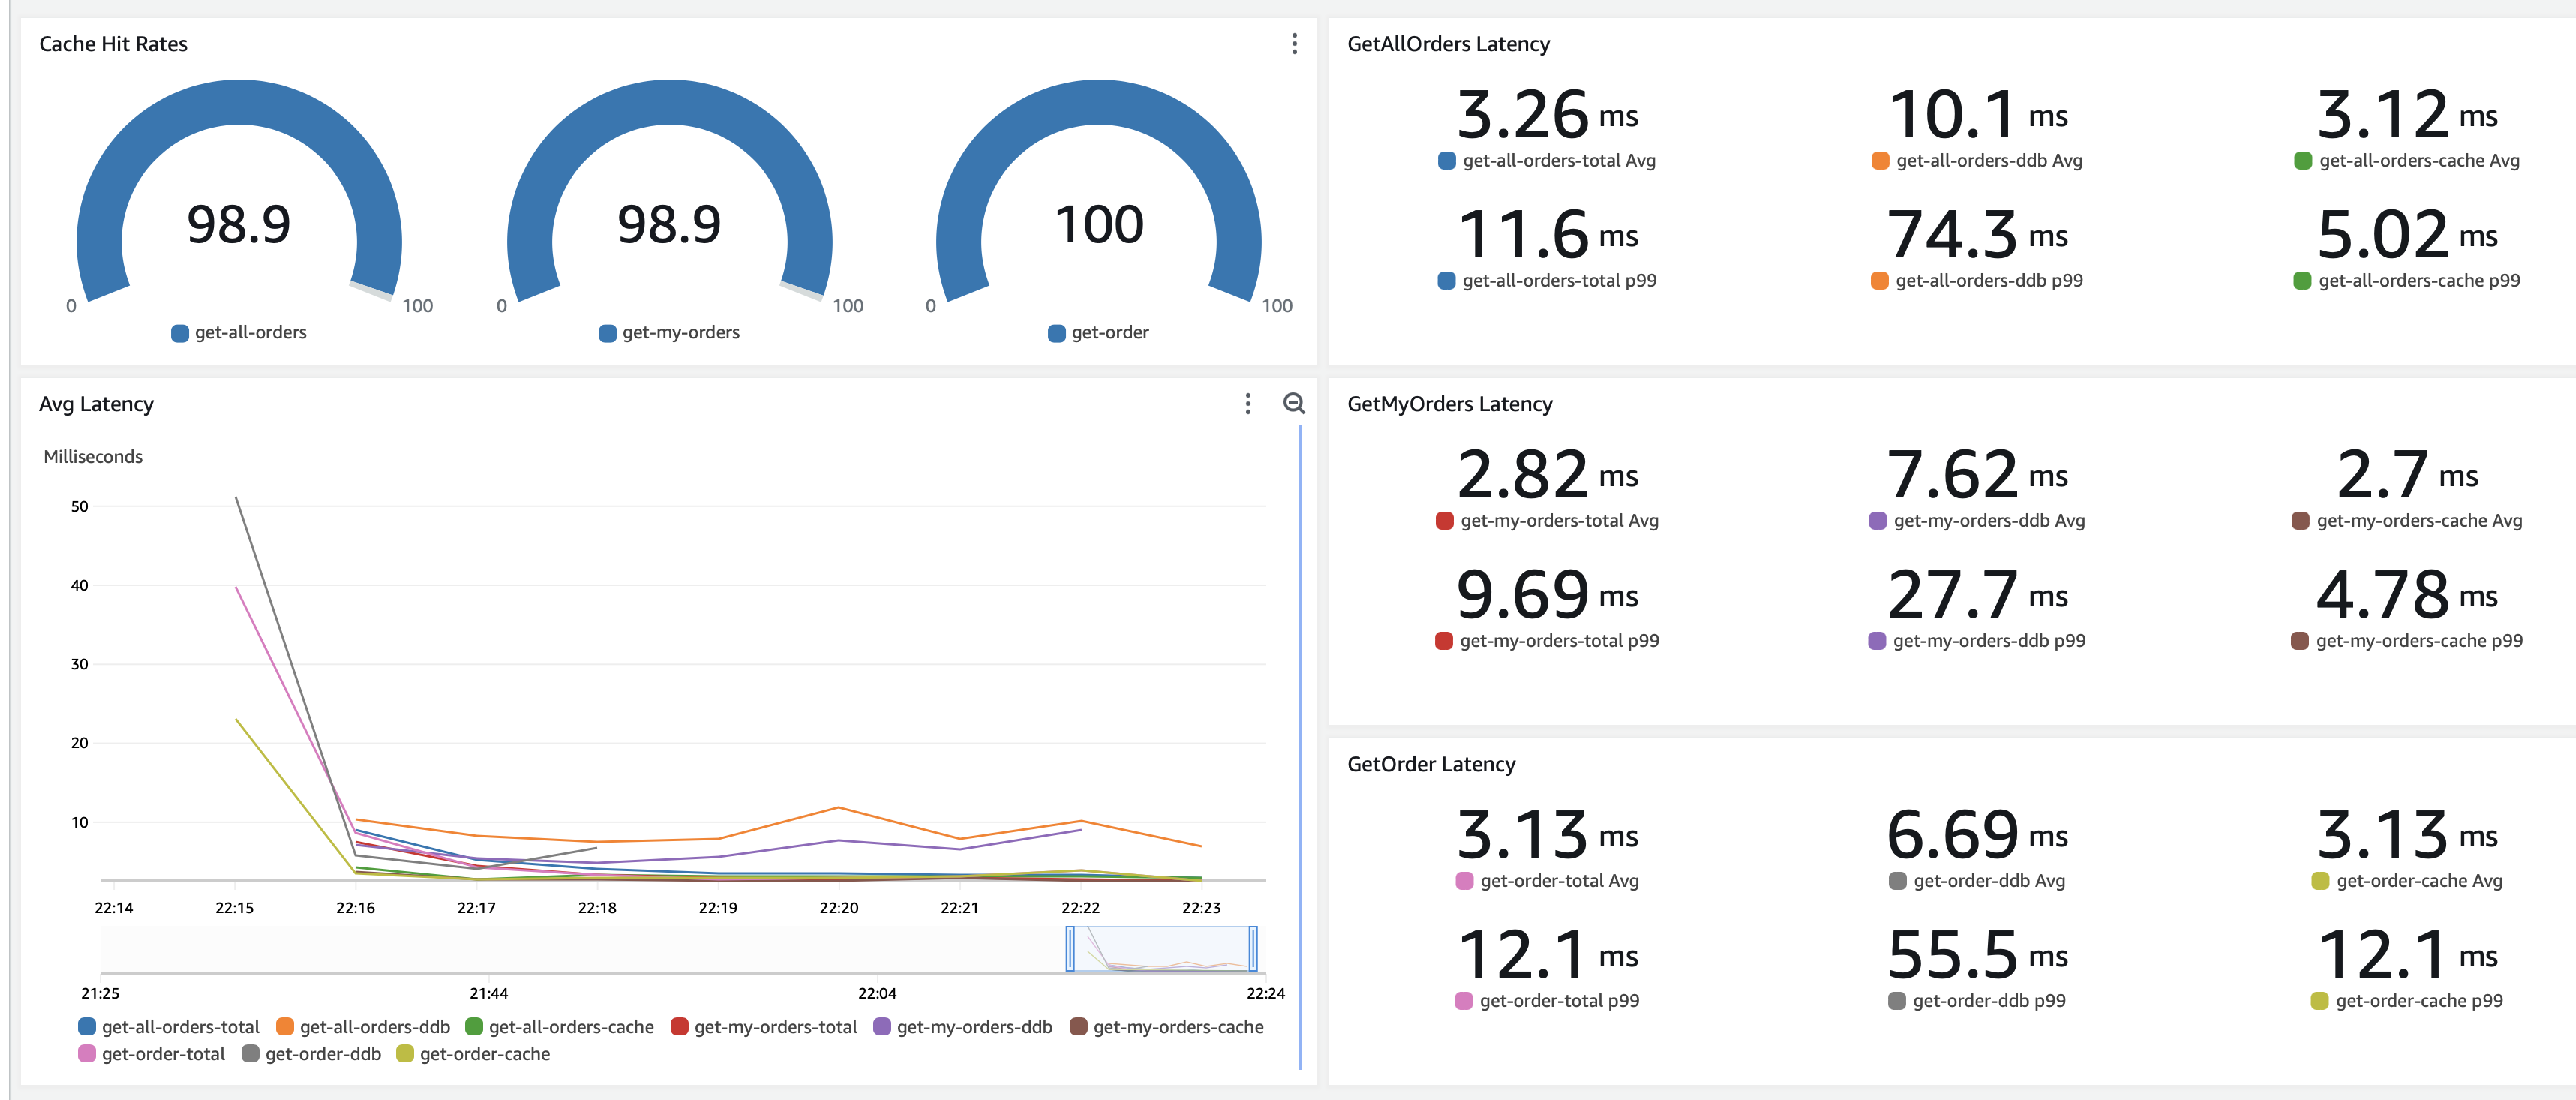 Cache Hit Rates
98.9
0
100
get-all-orders
98.9
0
100
get-my-orders
100
0
100
get-order
GetAllOrders Latency
3.26 ms
get-all-orders-total Avg
10.1 ms
get-all-orders-ddb Avg
3.12 ms
get-all-orders-cache Avg
11.6 ms
get-all-orders-total p99
74.3 ms
get-all-orders-ddb p99
5.02 ms
get-all-orders-cache p99
Avg Latency
Milliseconds
50
40
30
20
10
22:14 22:15 22:16 22:17 22:18 22:19 22:20 22:21 22:22 22:23
21:25 21:44 22:04 22:24
get-all-orders-total get-all-orders-ddb get-all-orders-cache get-my-orders-total get-my-orders-ddb get-my-orders-cache
get-order-total get-order-ddb get-order-cache
GetMyOrders Latency
2.82 ms
get-my-orders-total Avg
7.62 ms
get-my-orders-ddb Avg
2.7 ms
get-my-orders-cache Avg
9.69 ms
get-my-orders-total p99
27.7 ms
get-my-orders-ddb p99
4.78 ms
get-my-orders-cache p99
GetOrder Latency
3.13 ms
get-order-total Avg
6.69 ms
get-order-ddb Avg
3.13 ms
get-order-cache Avg
12.1 ms
get-order-total p99
55.5 ms
get-order-ddb p99
12.1 ms
get-order-cache p99